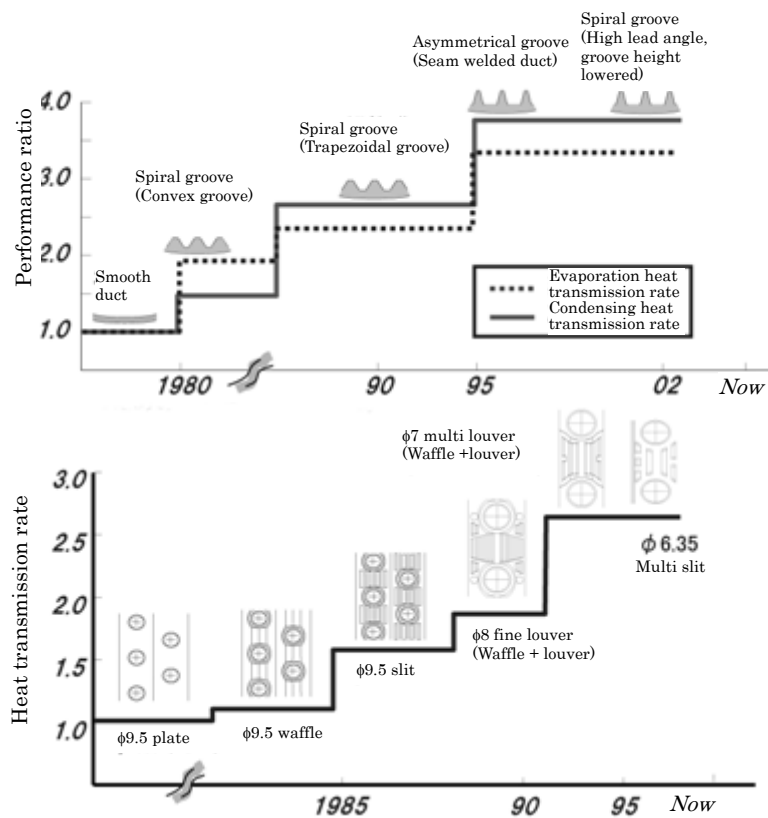 Spiral groove
(High lead angle,
groove height
lowered)
Asymmetrical groove
(Seam welded duct)
Spiral groove
(Trapezoidal groove)
Spiral groove
(Convex groove)
Smooth
duct
Performance ratio
4.0
3.0
2.0
1.0
Evaporation heat
transmission rate
Condensing heat
transmission rate
1980
90
95
02
Now
ϕ7 multi louver
(Waffle +louver)
Heat transmission rate
3.0
2.5
2.0
1.5
1.0
ϕ6.35
Multi slit
ϕ8 fine louver
(Waffle + louver)
ϕ9.5 slit
ϕ9.5 waffle
ϕ9.5 plate
1985
90
95
Now